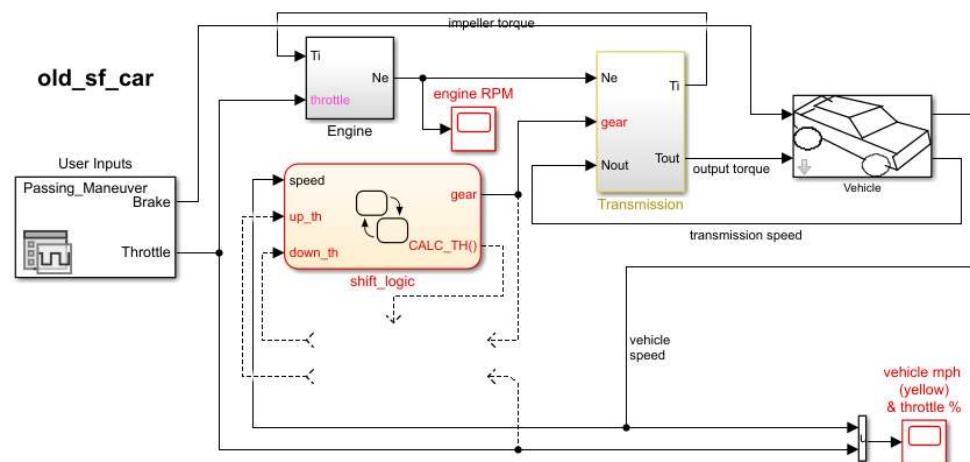 impeller torque
old_sf_car
Ti
Ne
throttle
Engine
engine RPM
Ne
Ti
gear
Nout
Tout
Transmission
output torque
Vehicle
transmission speed
User Inputs
Passing_Maneuver
Brake
Throttle
speed
gear
up_th
CALC_TH()
down_th
shift_logic
vehicle
speed
vehicle mph
(yellow)
& throttle %